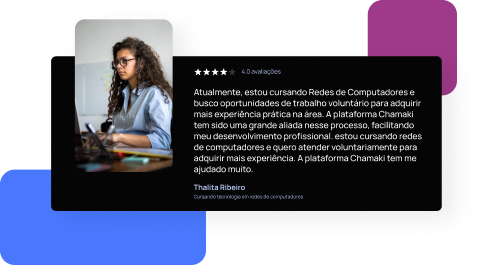 4.0 avaliações
Atualmente, estou cursando Redes de Computadores e
busco oportunidades de trabalho voluntário para adquirir
mais experiência prática na área. A plataforma Chamaki
tem sido uma grande aliada nesse processo, facilitando
meu desenvolvimento profissional. estou cursando redes
de computadores e quero atender voluntariamente para
adquirir mais experiência. A plataforma Chamaki tem me
ajudado muito.
Thalita Ribeiro
Cursando tecnologia em redes de computadores